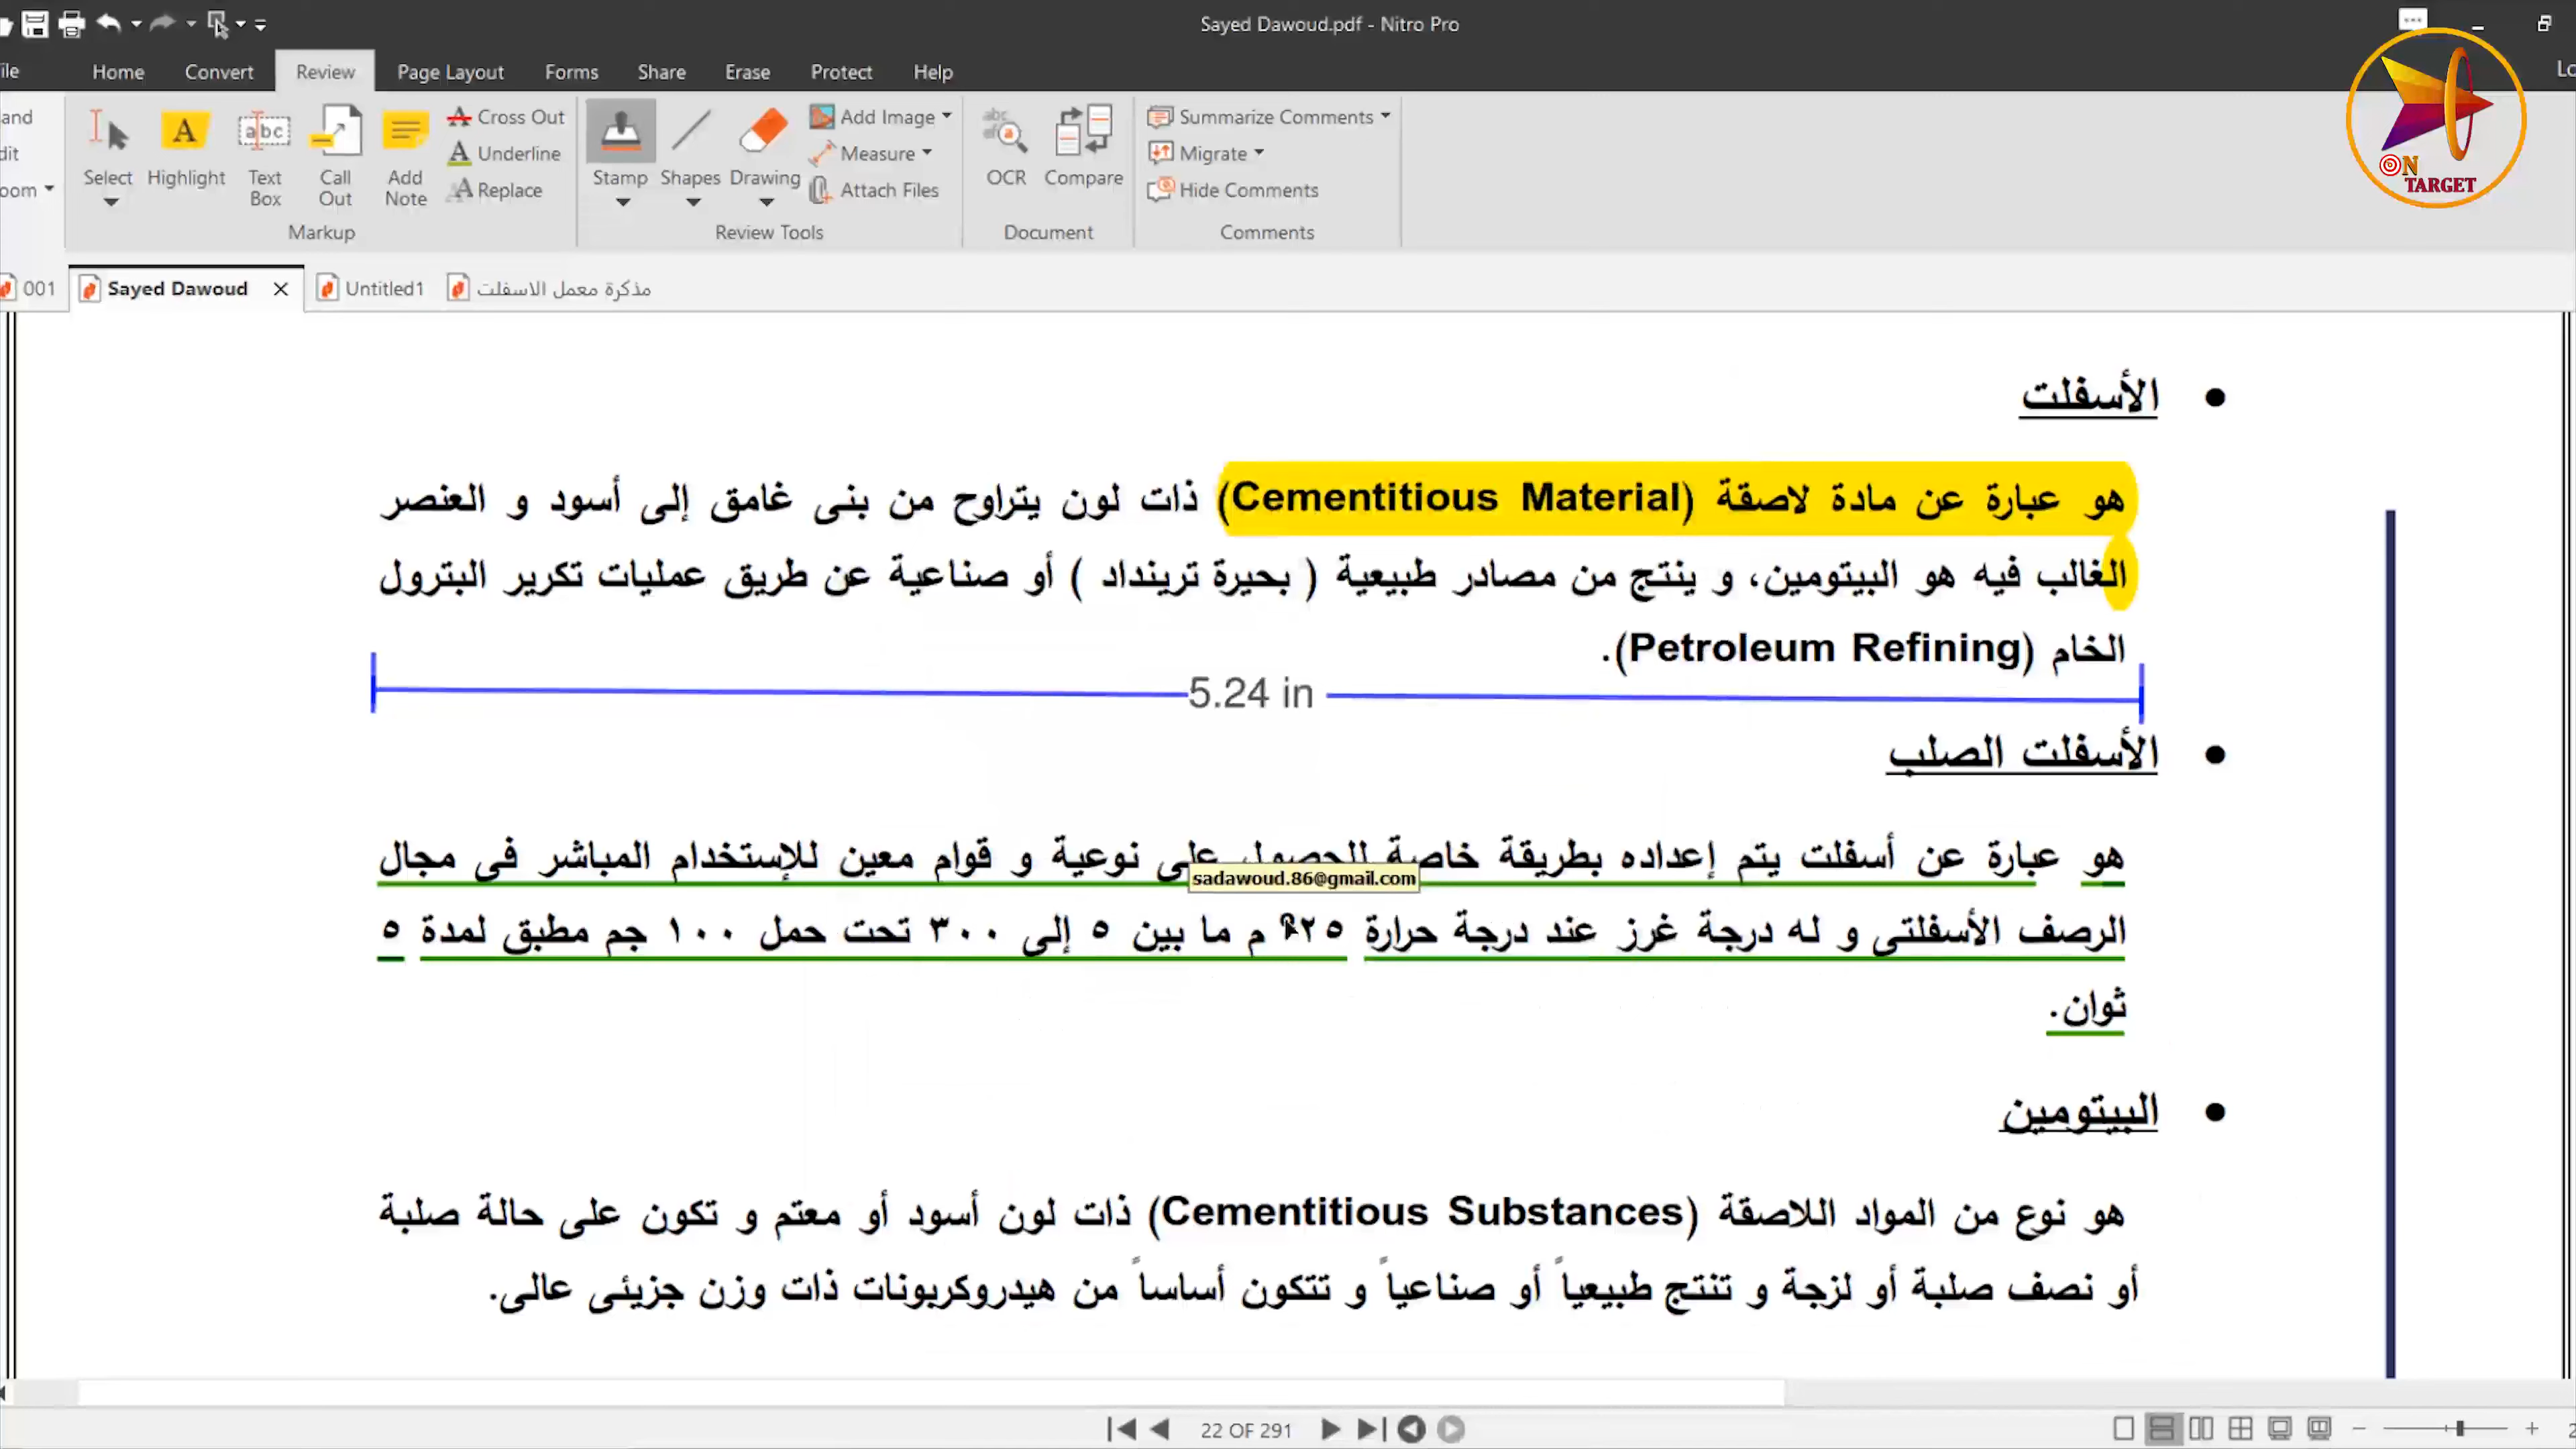 Sayed Dawoud.pdf - Nitro Pro
ile Home Convert Review Page Layout Forms Share Erase Protect Help
and
dit
oom
Select
Highlight
Text Box
Call Out
Add Note
Cross Out
Underline
Replace
Markup
Stamp
Shapes
Drawing
Add Image
Measure
Attach Files
Review Tools
OCR
Compare
Document
Summarize Comments
Migrate
Hide Comments
Comments
ON
TARGET
001 Sayed Dawoud Untitled1 مذكرة معمل الاسفلت
• الأسفلت
هو عبارة عن مادة لاصقة (Cementitious Material) ذات لون يتراوح من بنى غامق إلى أسود و العنصر
الغالب فيه هو البيتومين، و ينتج من مصادر طبيعية ( بحيرة ترينداد ) أو صناعية عن طريق عمليات تكرير البترول
الخام (Petroleum Refining).
5.24 in
• الأسفلت الصلب
هو عبارة عن أسفلت يتم إعداده بطريقة خاصة للحصول على نوعية و قوام معين للإستخدام المباشر فى مجال
sadawoud.86@gmail.com
الرصف الأسفلتى و له درجة غرز عند درجة حرارة ٢٥ م ما بين ٥ إلى ٣٠٠ تحت حمل ١٠٠ جم مطبق لمدة ٥
ثوان.
• البيتومين
هو نوع من المواد اللاصقة (Cementitious Substances) ذات لون أسود أو معتم و تكون على حالة صلبة
أو نصف صلبة أو لزجة و تنتج طبيعياً أو صناعياً و تتكون أساساً من هيدروكربونات ذات وزن جزيئى عالى.
22 OF 291